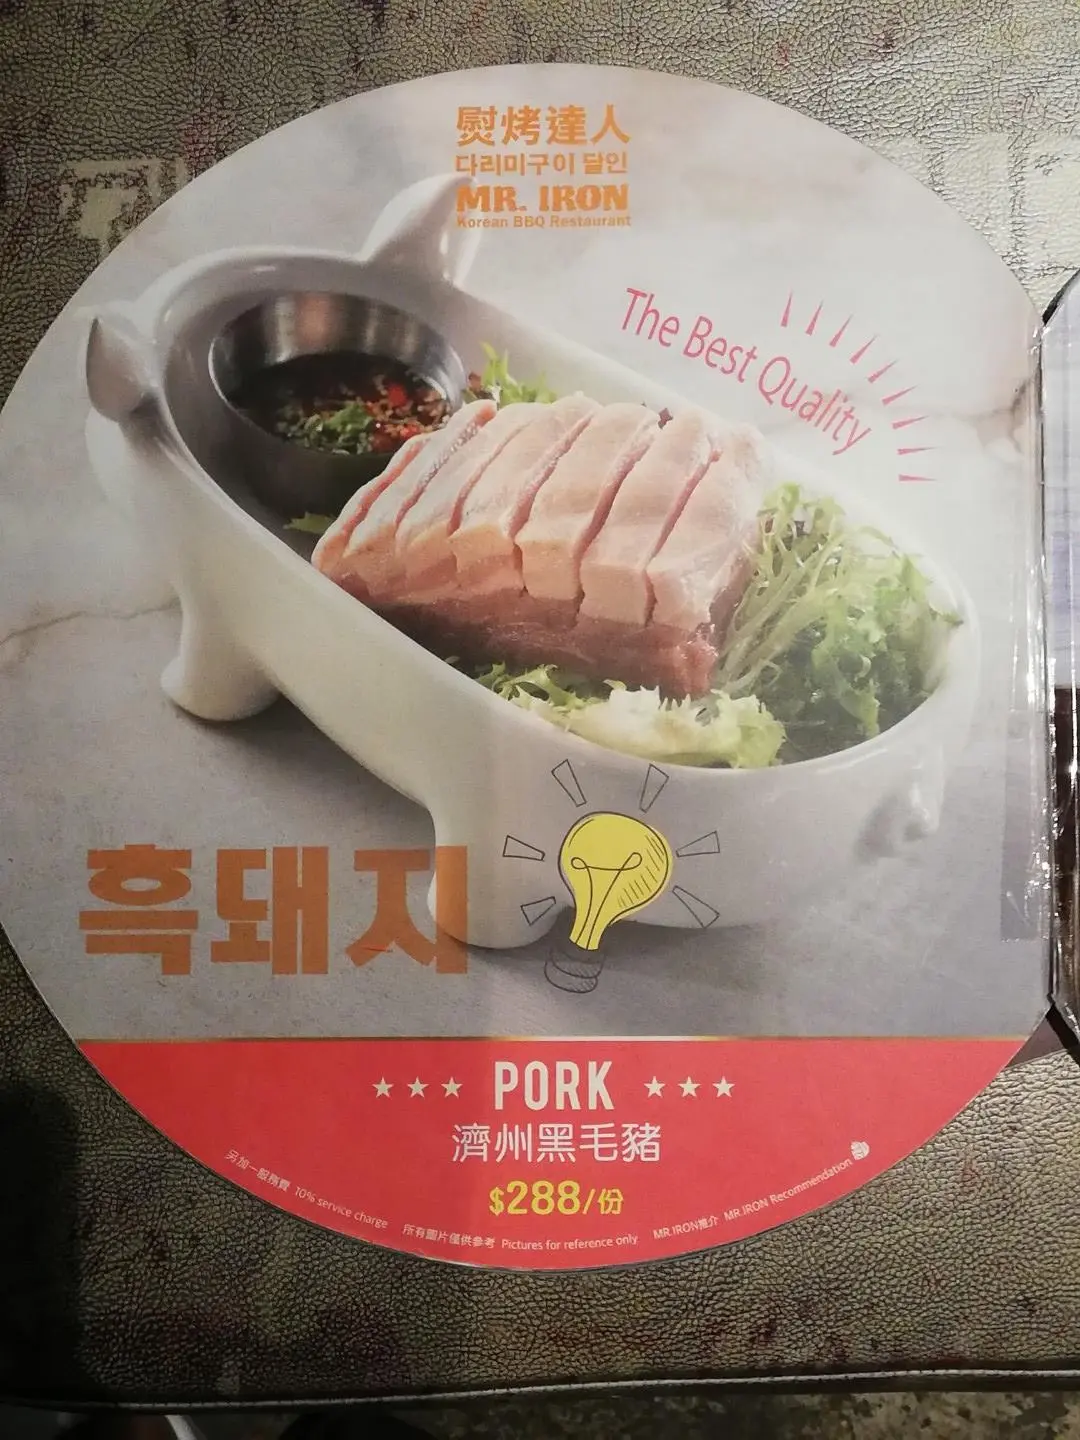 熨烤達人
다리미구이 달인
MR. IRON
Korean BBQ Restaurant
The Best Quality
흑돼지
★★★ PORK ★★★
濟州黑毛豬
$288/份
另加一服務費 10% service charge 所有圖片僅供參考 Pictures for reference only MR.IRON推介 MR.IRON Recommendation